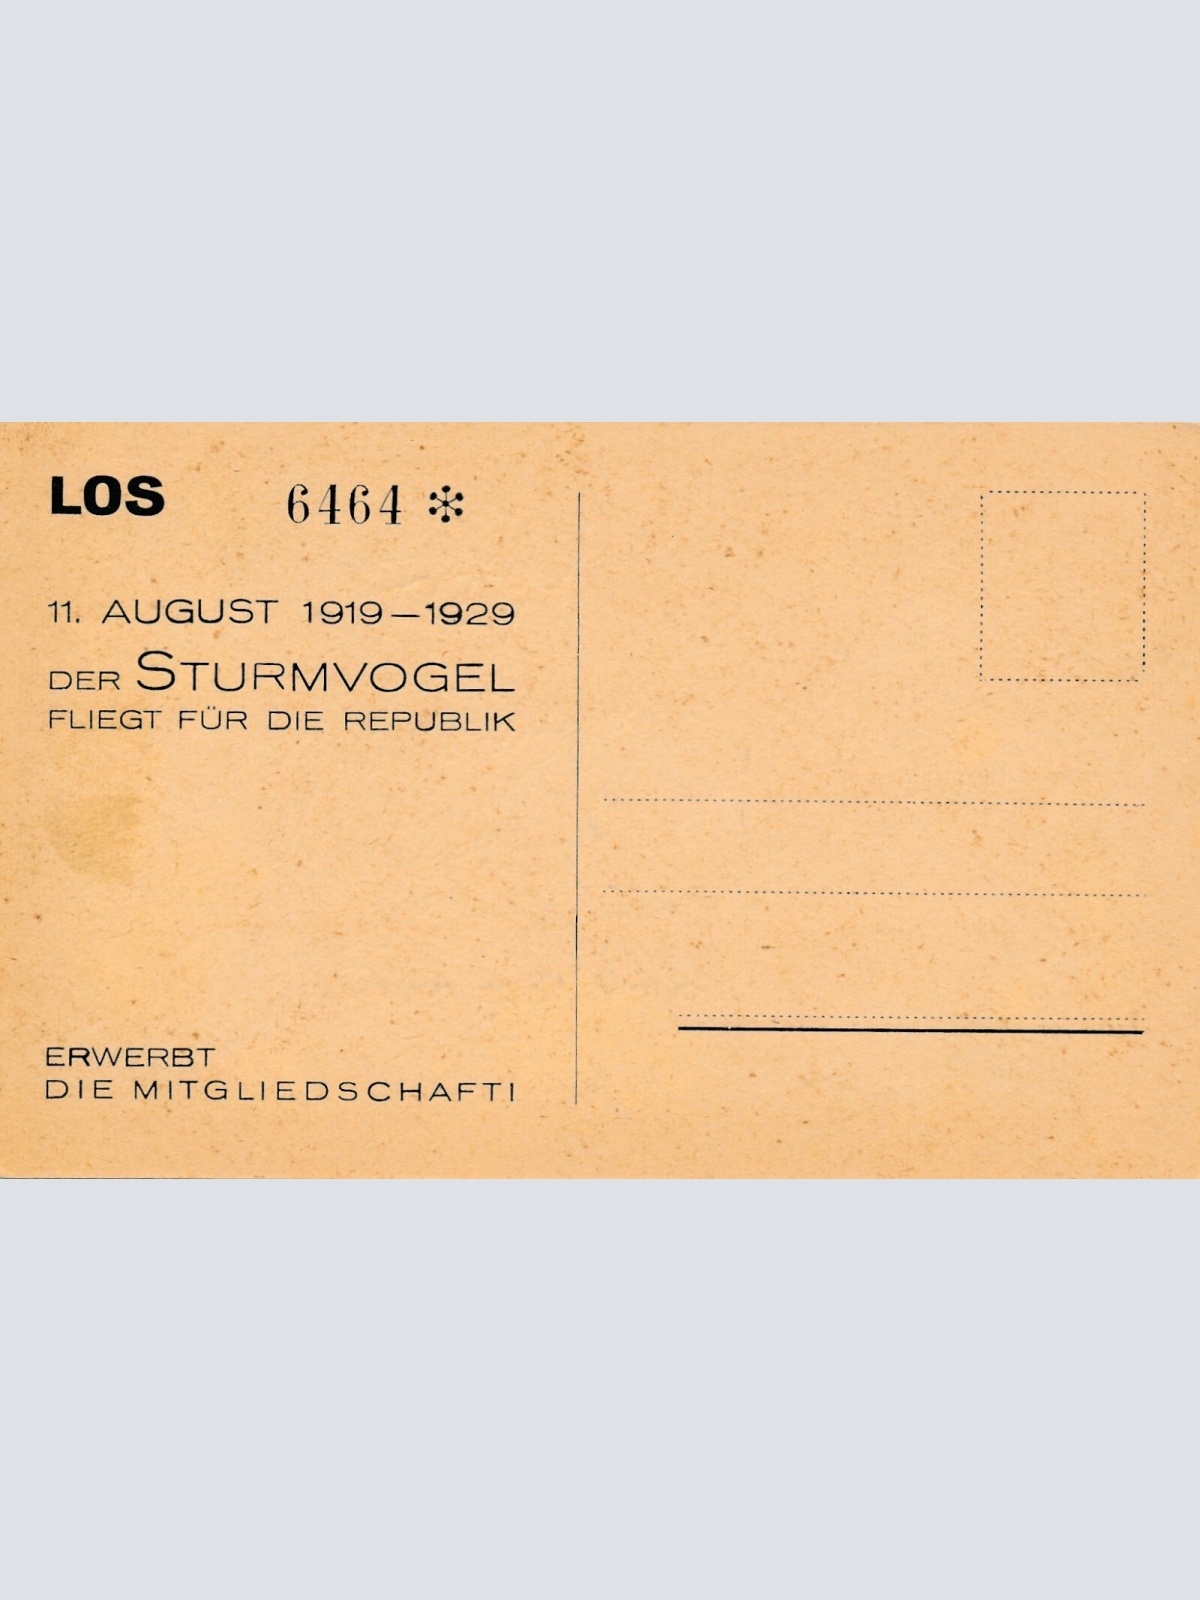 LOS 6464 *
11. AUGUST 1919–1929
DER STURMVOGEL
FLIEGT FÜR DIE REPUBLIK
ERWERBT
DIE MITGLIEDSCHAFT!